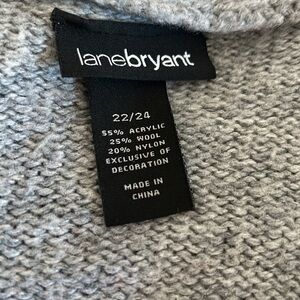 lanebryant
22/24
55% ACRYLIC
25% WOOL
20% NYLON
EXCLUSIVE OF
DECORATION
MADE IN
CHINA